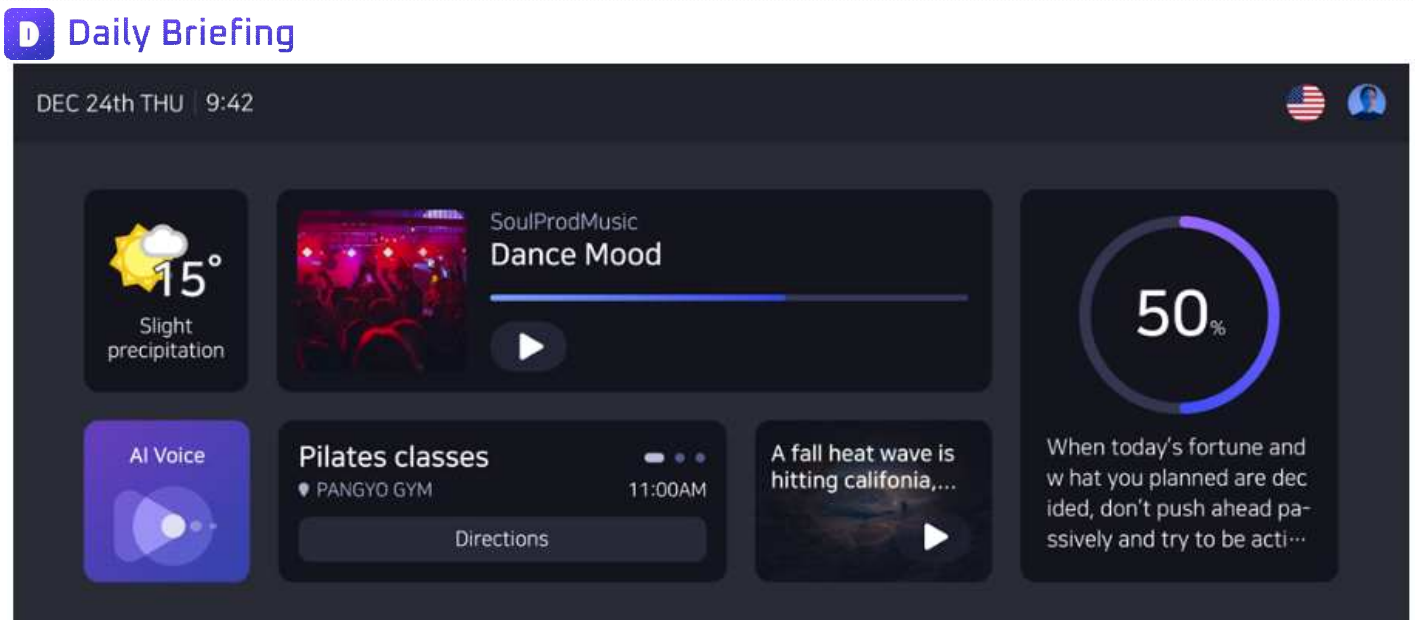 D Daily Briefing
DEC 24th THU 9:42
15°
Slight
precipitation
SoulProdMusic
Dance Mood
50%
When today's fortune and
w hat you planned are dec
ided, don't push ahead pa-
ssively and try to be acti···
AI Voice
Pilates classes
PANGYO GYM
11:00AM
Directions
A fall heat wave is
hitting califonia,...